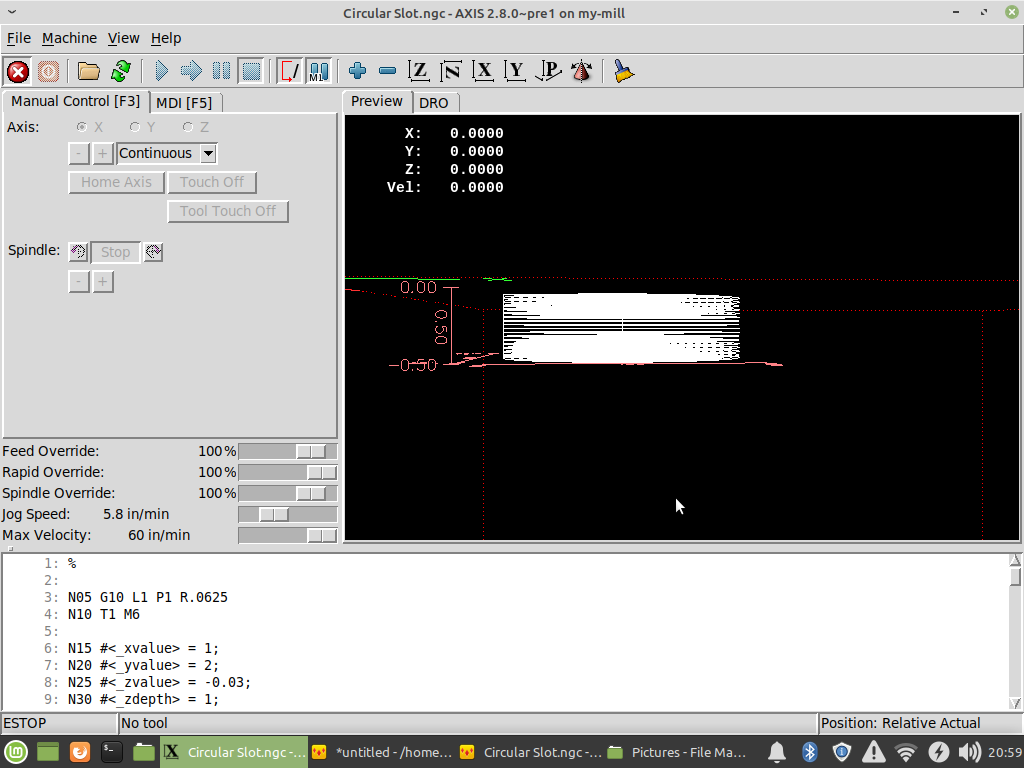 Circular Slot.ngc - AXIS 2.8.0~pre1 on my-mill
File Machine View Help
Z N X Y P
M1
Manual Control [F3] MDI [F5]
Preview DRO
Axis: X Y Z
- + Continuous
Home Axis Touch Off
Tool Touch Off
Spindle: Stop
- +
X: 0.0000
Y: 0.0000
Z: 0.0000
Vel: 0.0000
0.00
0.50
-0.50
Feed Override: 100%
Rapid Override: 100%
Spindle Override: 100%
Jog Speed: 5.8 in/min
Max Velocity: 60 in/min
1: %
2:
3: N05 G10 L1 P1 R.0625
4: N10 T1 M6
5:
6: N15 #<_xvalue> = 1;
7: N20 #<_yvalue> = 2;
8: N25 #<_zvalue> = -0.03;
9: N30 #<_zdepth> = 1;
ESTOP No tool Position: Relative Actual
Circular Slot.ngc -... *untitled - /home... Circular Slot.ngc -... Pictures - File Ma... 20:59